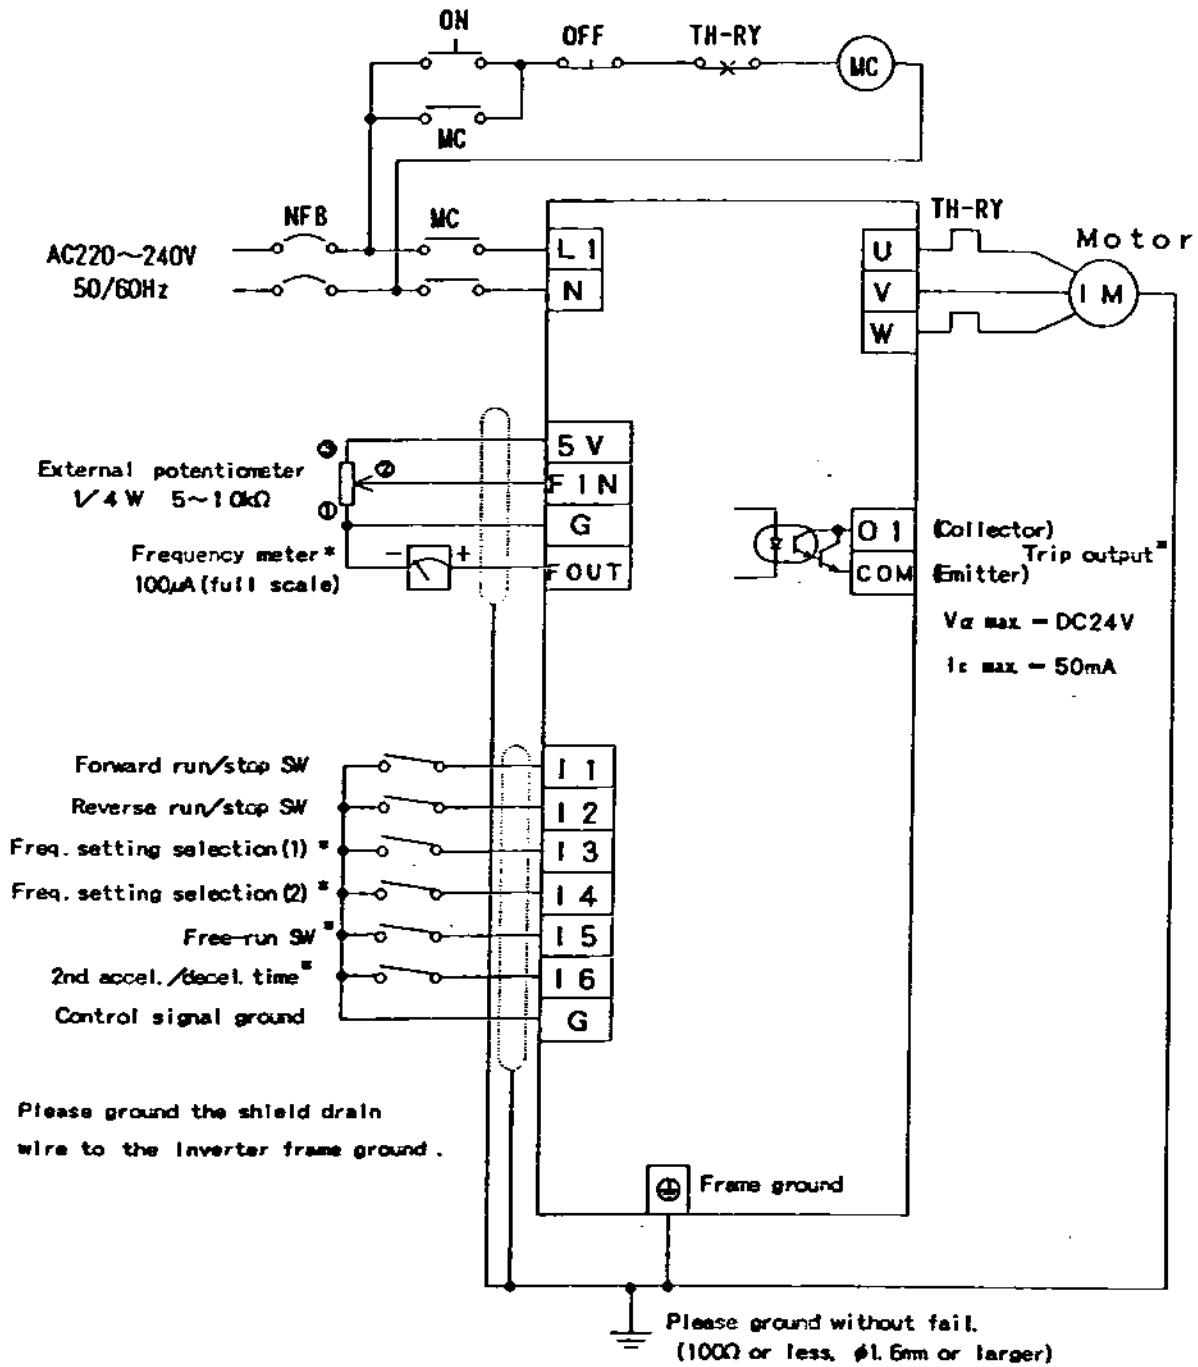 ON
OFF
TH-RY
MC
MC
NFB
MC
TH-RY
AC220～240V
50/60Hz
L1
N
U
V
W
Motor
IM
③
②
①
External potentiometer
1/4W 5～10kΩ
5V
FIN
G
FOUT
Frequency meter*
100μA(full scale)
- +
O1
COM
(Collector)
(Emitter)
Trip output*
max. - DC24V
Ic max. - 50mA
Forward run/stop SW
I1
Reverse run/stop SW
I2
Freq. setting selection(1) *
I3
Freq. setting selection(2) *
I4
Free-run SW*
I5
2nd accel./decel. time*
I6
Control signal ground
G
Please ground the shield drain
wire to the inverter frame ground.
Frame ground
Please ground without fail.
(100Ω or less, φ1.6mm or larger)